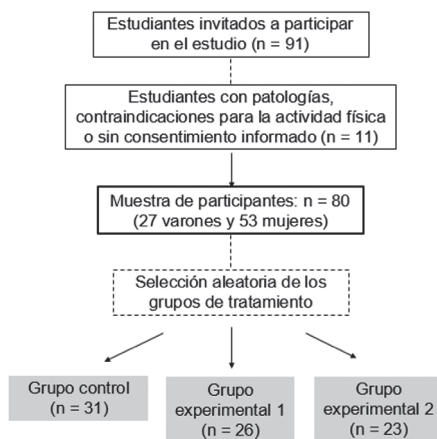 Estudiantes invitados a participar
en el estudio (n = 91)
Estudiantes con patologías,
contraindicaciones para la actividad física
o sin consentimiento informado (n = 11)
Muestra de participantes: n = 80
(27 varones y 53 mujeres)
Selección aleatoria de los
grupos de tratamiento
Grupo control
(n = 31)
Grupo
experimental 1
(n = 26)
Grupo
experimental 2
(n = 23)